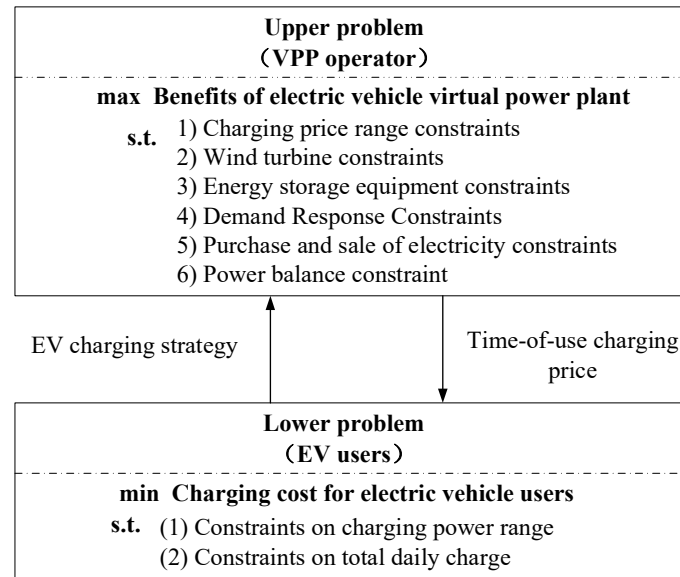 Upper problem
（VPP operator）
max Benefits of electric vehicle virtual power plant
s.t. 1) Charging price range constraints
2) Wind turbine constraints
3) Energy storage equipment constraints
4) Demand Response Constraints
5) Purchase and sale of electricity constraints
6) Power balance constraint
EV charging strategy
Time-of-use charging
price
Lower problem
（EV users）
min Charging cost for electric vehicle users
s.t. (1) Constraints on charging power range
(2) Constraints on total daily charge